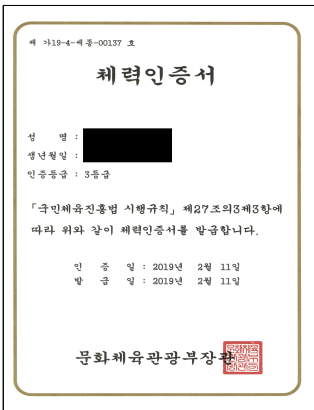 제 가19-4-세종-00137 호
체력인증서
성 명 :
생년월일 :
인증등급 : 3등급
「국민체육진흥법 시행규칙」 제27조의3제3항에
따라 위와 같이 체력인증서를 발급합니다.
인 증 일 : 2019년 2월 11일
발 급 일 : 2019년 2월 11일
문화체육관광부장관